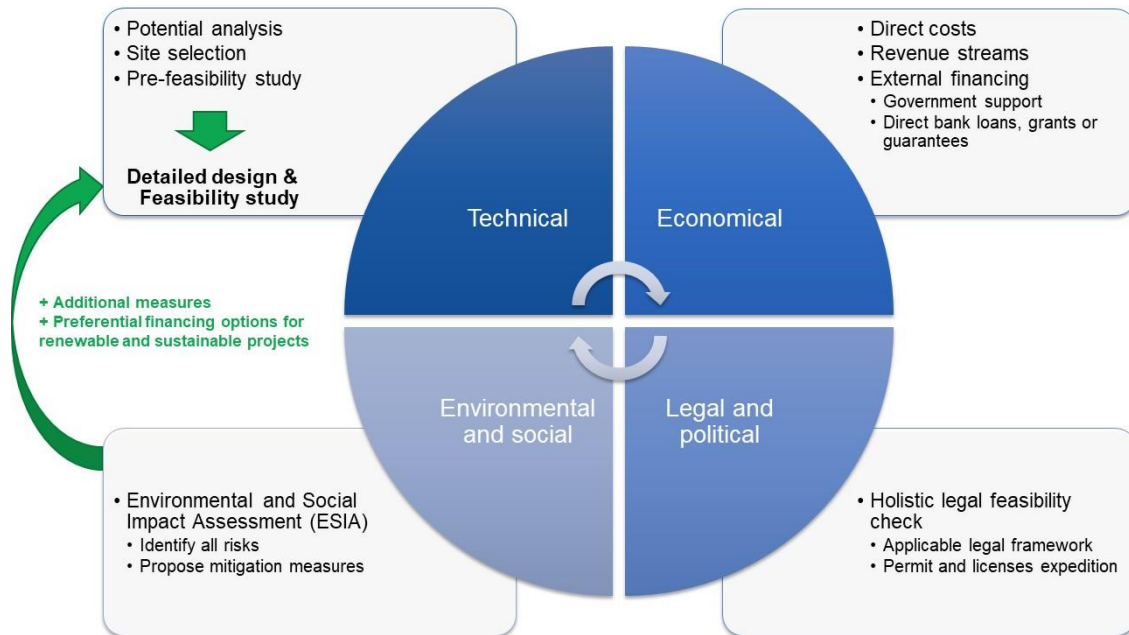 • Potential analysis
• Site selection
• Pre-feasibility study
Detailed design &
Feasibility study
• Direct costs
• Revenue streams
• External financing
• Government support
• Direct bank loans, grants or
guarantees
Technical
Economical
+ Additional measures
+ Preferential financing options for
renewable and sustainable projects
Environmental
and social
Legal and
political
• Environmental and Social
Impact Assessment (ESIA)
• Identify all risks
• Propose mitigation measures
• Holistic legal feasibility
check
• Applicable legal framework
• Permit and licenses expedition